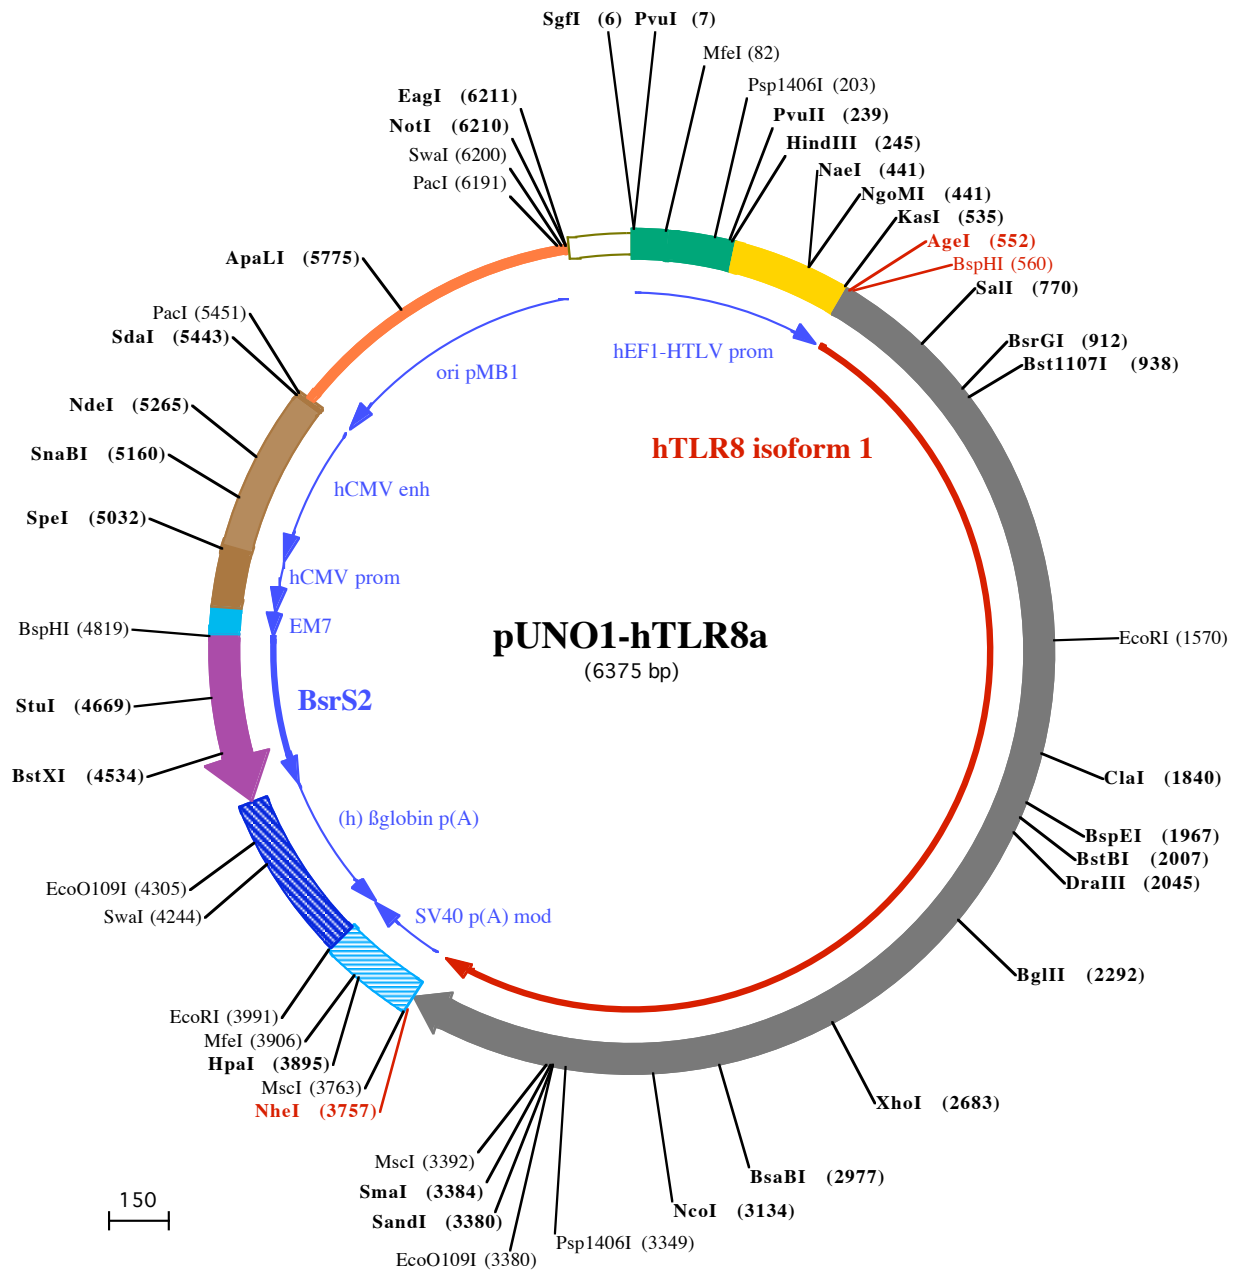 SgfI (6) PvuI (7)
MfeI (82)
Psp1406I (203)
PvuII (239)
HindIII (245)
NaeI (441)
NgoMI (441)
KasI (535)
AgeI (552)
BspHI (560)
SalI (770)
BsrGI (912)
Bst1107I (938)
EcoRI (1570)
ClaI (1840)
BspEI (1967)
BstBI (2007)
DraIII (2045)
BglII (2292)
XhoI (2683)
BsaBI (2977)
NcoI (3134)
Psp1406I (3349)
EcoO109I (3380)
SandI (3380)
SmaI (3384)
MscI (3392)
NheI (3757)
MscI (3763)
HpaI (3895)
MfeI (3906)
EcoRI (3991)
SwaI (4244)
EcoO109I (4305)
BstXI (4534)
StuI (4669)
BspHI (4819)
SpeI (5032)
SnaBI (5160)
NdeI (5265)
SdaI (5443)
PacI (5451)
ApaLI (5775)
PacI (6191)
SwaI (6200)
NotI (6210)
EagI (6211)
hEF1-HTLV prom
hTLR8 isoform 1
ori pMB1
hCMV enh
hCMV prom
EM7
BsrS2
(h) ßglobin p(A)
SV40 p(A) mod
pUNO1-hTLR8a
(6375 bp)
150